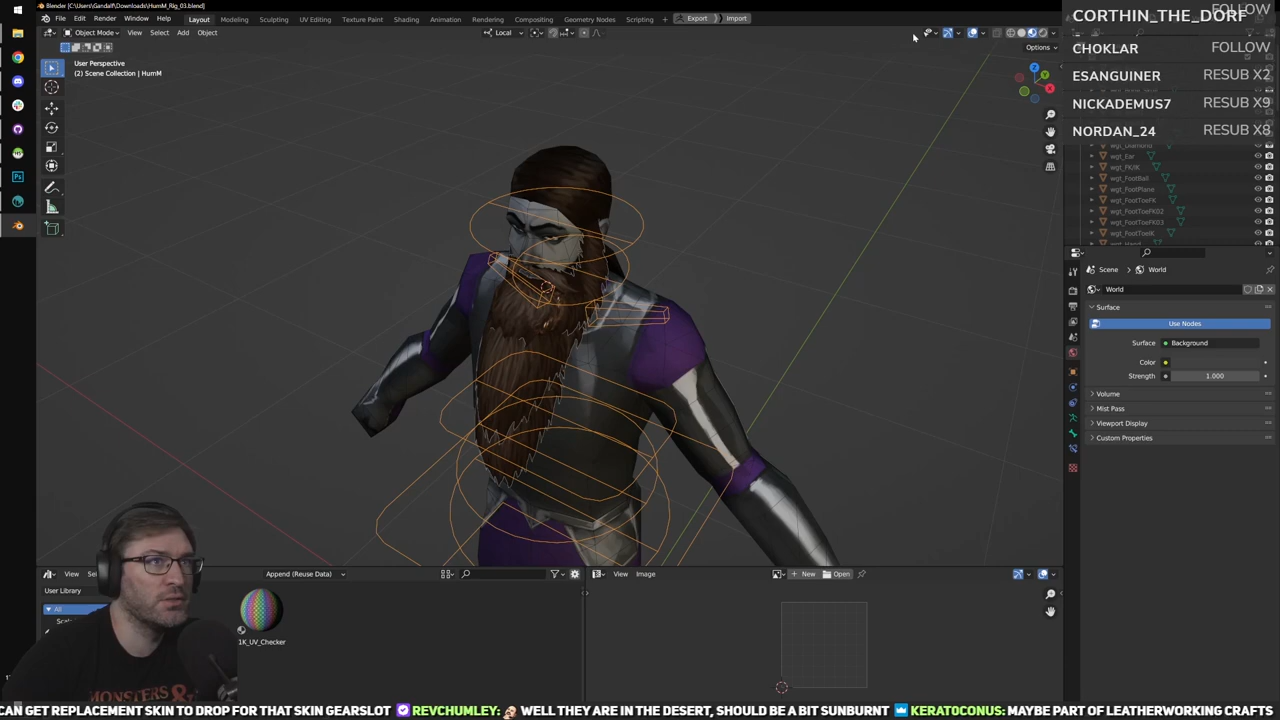 Blender [C:\Users\Gandalf\Downloads\HumM_Rig_03.blend]
File Edit Render Window Help
Layout Modeling Sculpting UV Editing Texture Paint Shading Animation Rendering Compositing Geometry Nodes Scripting
Export Import
Object Mode View Select Add Object
Local
Options
User Perspective
(2) Scene Collection | HumM
FOLLOW
CORTHIN_THE_DORF
CHOKLAR FOLLOW
ESANGUINER RESUB X2
NICKADEMUS7 RESUB X9
NORDAN_24 RESUB X8
wgt_Diamond
wgt_Ear
wgt_FK/IK
wgt_FootBall
wgt_FootPlane
wgt_FootToeFK
wgt_FootToeFK02
wgt_FootToeFK03
wgt_FootToeIK
wgt_Hand
Scene World
World
Surface
Use Nodes
Surface Background
Color
Strength 1.000
Volume
Mist Pass
Viewport Display
Custom Properties
View Append (Reuse Data)
User Library
All
1K_UV_Checker
View Image New Open
MONSTERS &
CAN GET REPLACEMENT SKIN TO DROP FOR THAT SKIN GEARSLOT REVCHUMLEY: WELL THEY ARE IN THE DESERT, SHOULD BE A BIT SUNBURNT KERATOCONUS: MAYBE PART OF LEATHERWORKING CRAFTS